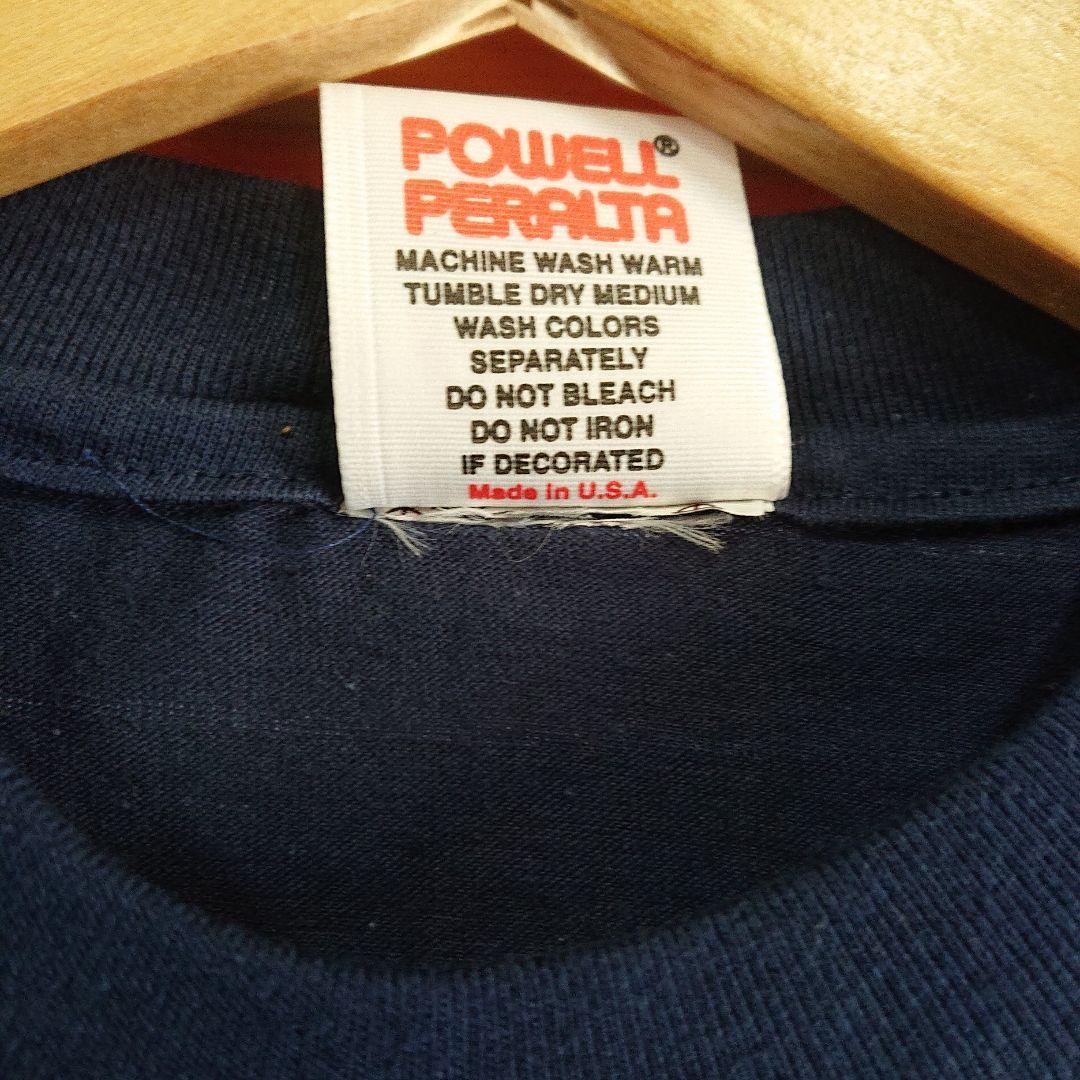 POWELL®
PERALTA
MACHINE WASH WARM
TUMBLE DRY MEDIUM
WASH COLORS
SEPARATELY
DO NOT BLEACH
DO NOT IRON
IF DECORATED
Made in U.S.A.